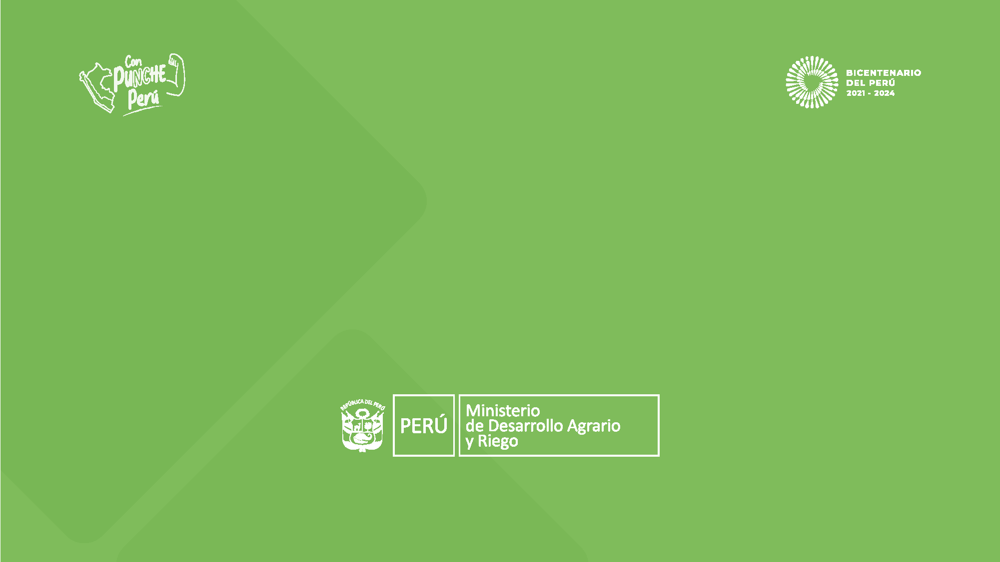 Con
PUNCHE
Perú
BICENTENARIO
DEL PERÚ
2021 - 2024
REPÚBLICA DEL PERÚ
PERÚ
Ministerio
de Desarrollo Agrario
y Riego